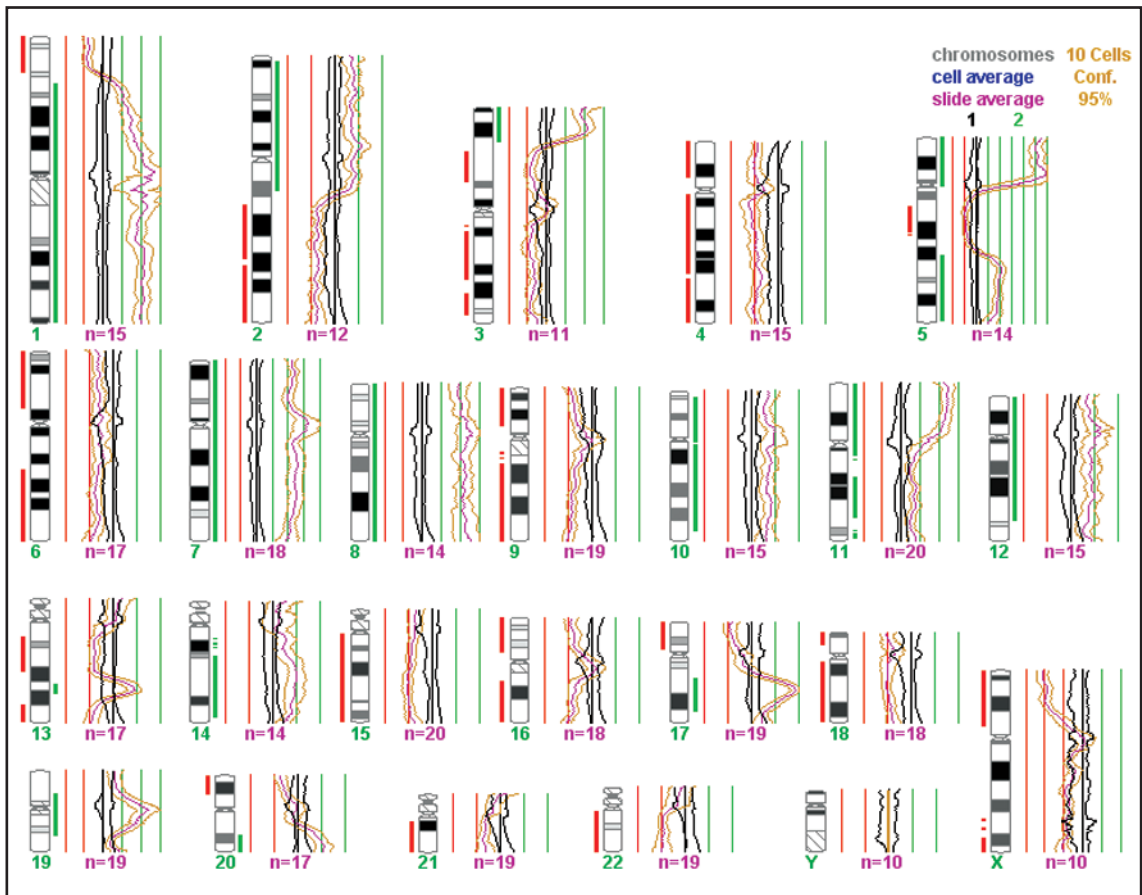 chromosomes 10 Cells
cell average Conf.
slide average 95%
1 2
1 n=15 2 n=12 3 n=11 4 n=15 5 n=14
6 n=17 7 n=18 8 n=14 9 n=19 10 n=15 11 n=20 12 n=15
13 n=17 14 n=14 15 n=20 16 n=18 17 n=19 18 n=18
19 n=19 20 n=17 21 n=19 22 n=19 Y n=10 X n=10